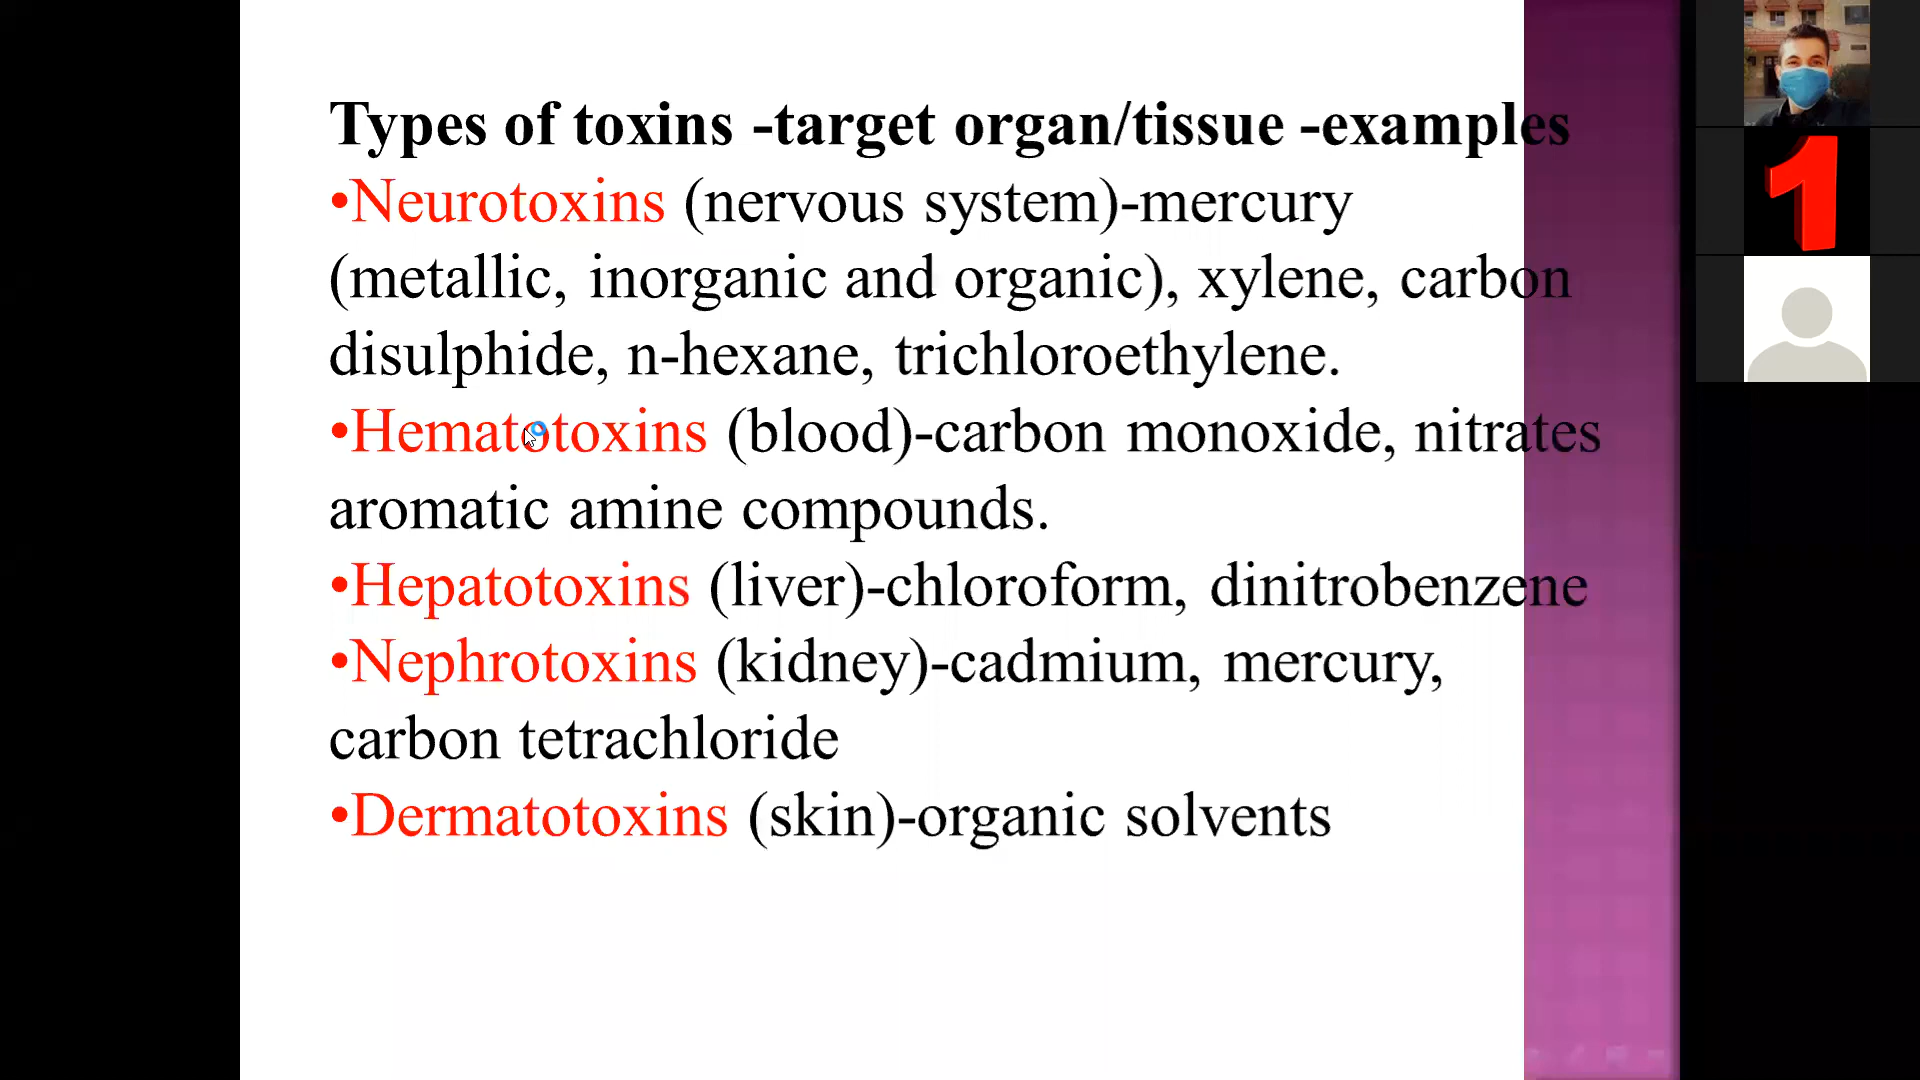 Types of toxins -target organ/tissue -examples
•Neurotoxins (nervous system)-mercury
(metallic, inorganic and organic), xylene, carbon
disulphide, n-hexane, trichloroethylene.
•Hematotoxins (blood)-carbon monoxide, nitrates
aromatic amine compounds.
•Hepatotoxins (liver)-chloroform, dinitrobenzene
•Nephrotoxins (kidney)-cadmium, mercury,
carbon tetrachloride
•Dermatotoxins (skin)-organic solvents
1